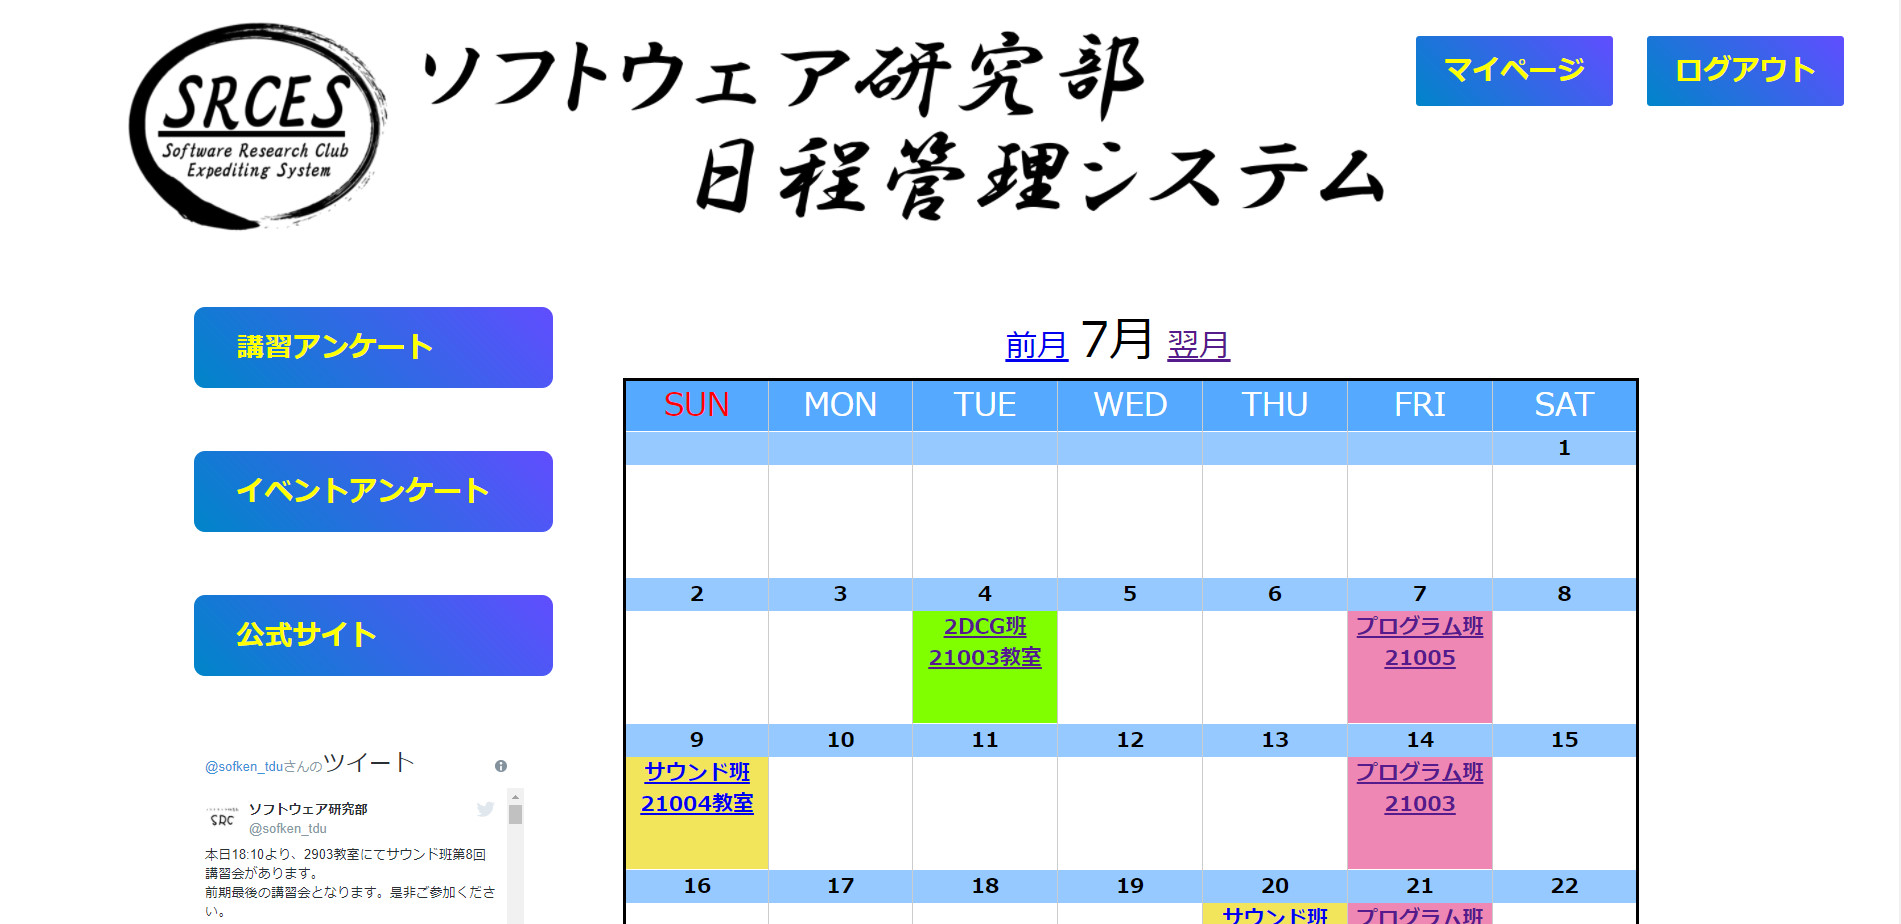 SRCES
Software Research Club
Expediting System
ソフトウェア研究部
日程管理システム
マイページ
ログアウト
講習アンケート
イベントアンケート
公式サイト
@sofken_tduさんのツイート
SRC
ソフトウェア研究部
@sofken_tdu
本日18:10より、2903教室にてサウンド班第8回
講習会があります。
前期最後の講習会となります。是非ご参加くださ
い。
前月 7月 翌月
SUN MON TUE WED THU FRI SAT
1
2 3 4 5 6 7 8
2DCG班
21003教室
プログラム班
21005
9 10 11 12 13 14 15
サウンド班
21004教室
プログラム班
21003
16 17 18 19 20 21 22
サウンド班
プログラム班